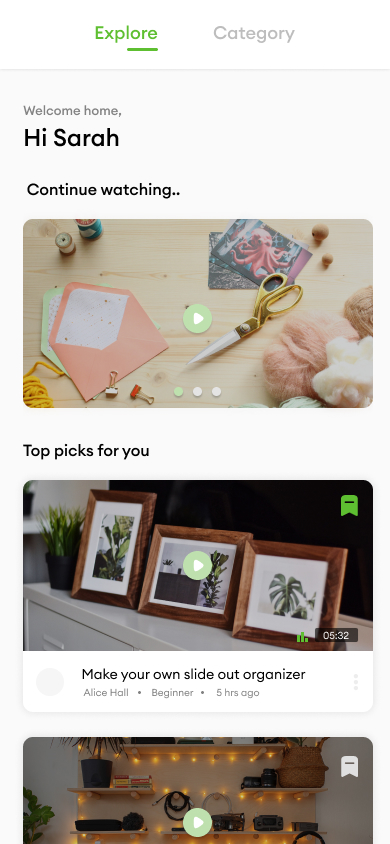 Explore Category
Welcome home,
Hi Sarah
Continue watching..
Top picks for you
05:32
Make your own slide out organizer
Alice Hall • Beginner • 5 hrs ago